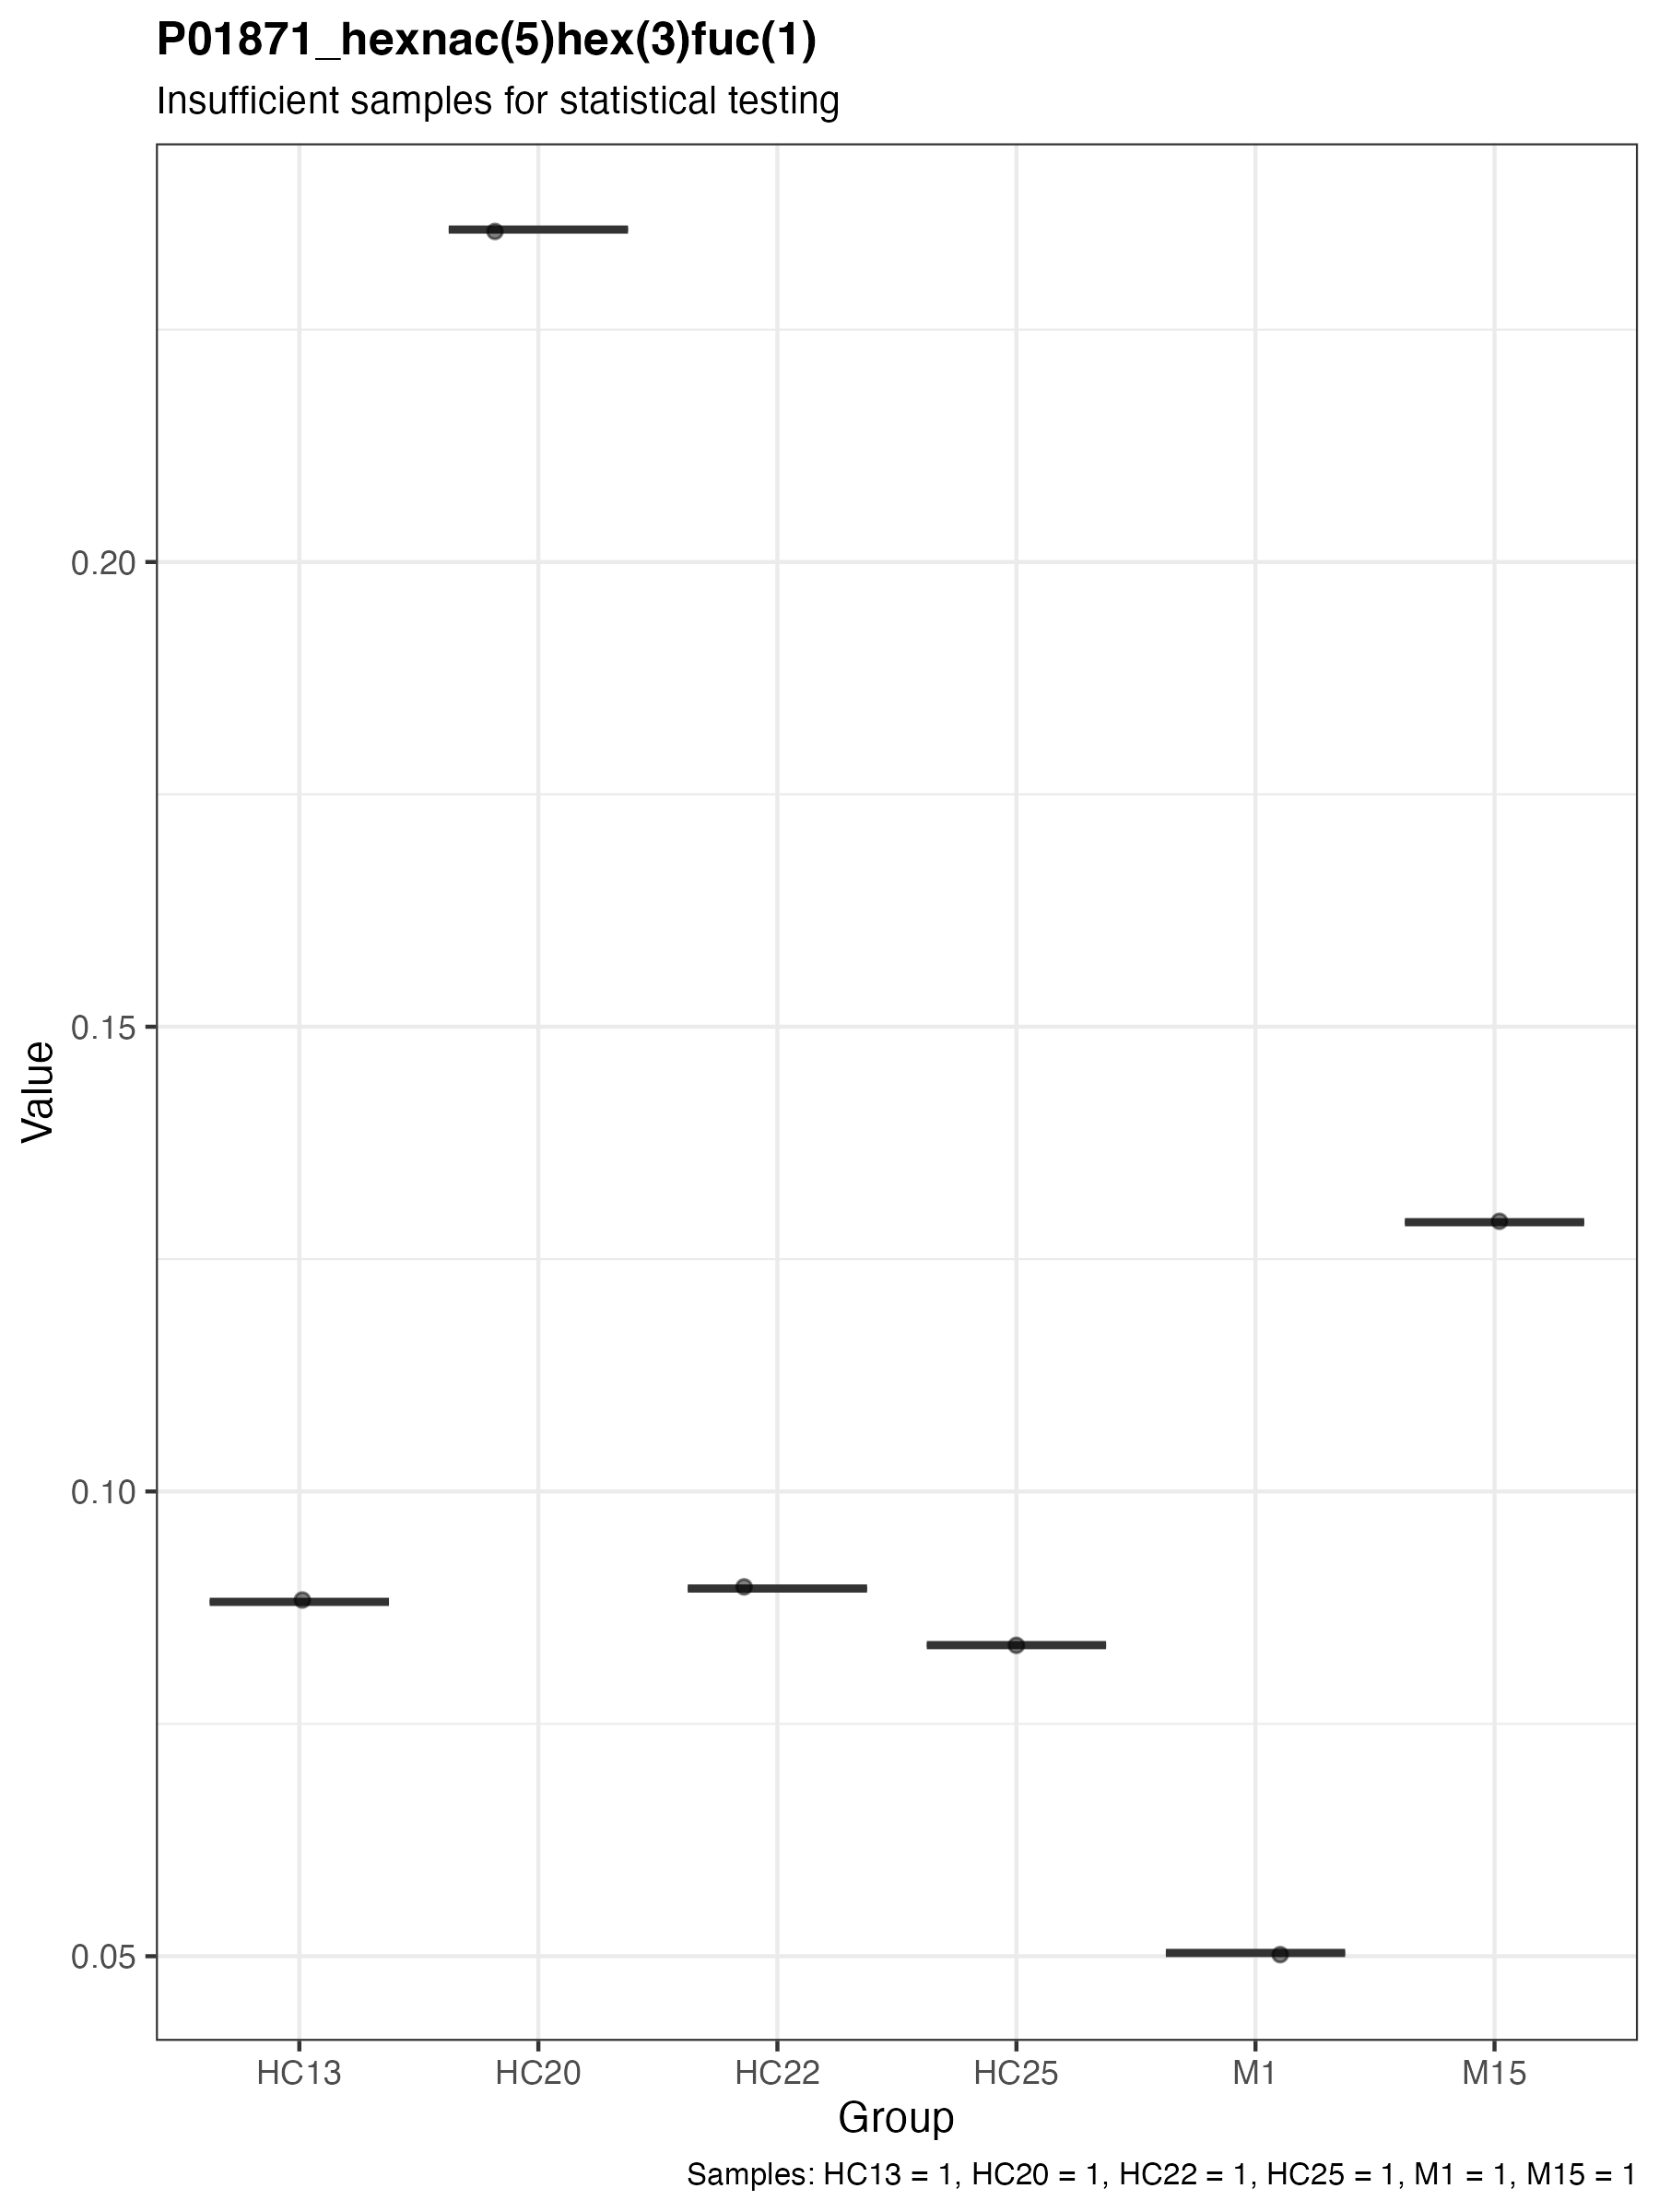 P01871_hexnac(5)hex(3)fuc(1)
Insufficient samples for statistical testing
Value
0.20
0.15
0.10
0.05
HC13 HC20 HC22 HC25 M1 M15
Group
Samples: HC13 = 1, HC20 = 1, HC22 = 1, HC25 = 1, M1 = 1, M15 = 1